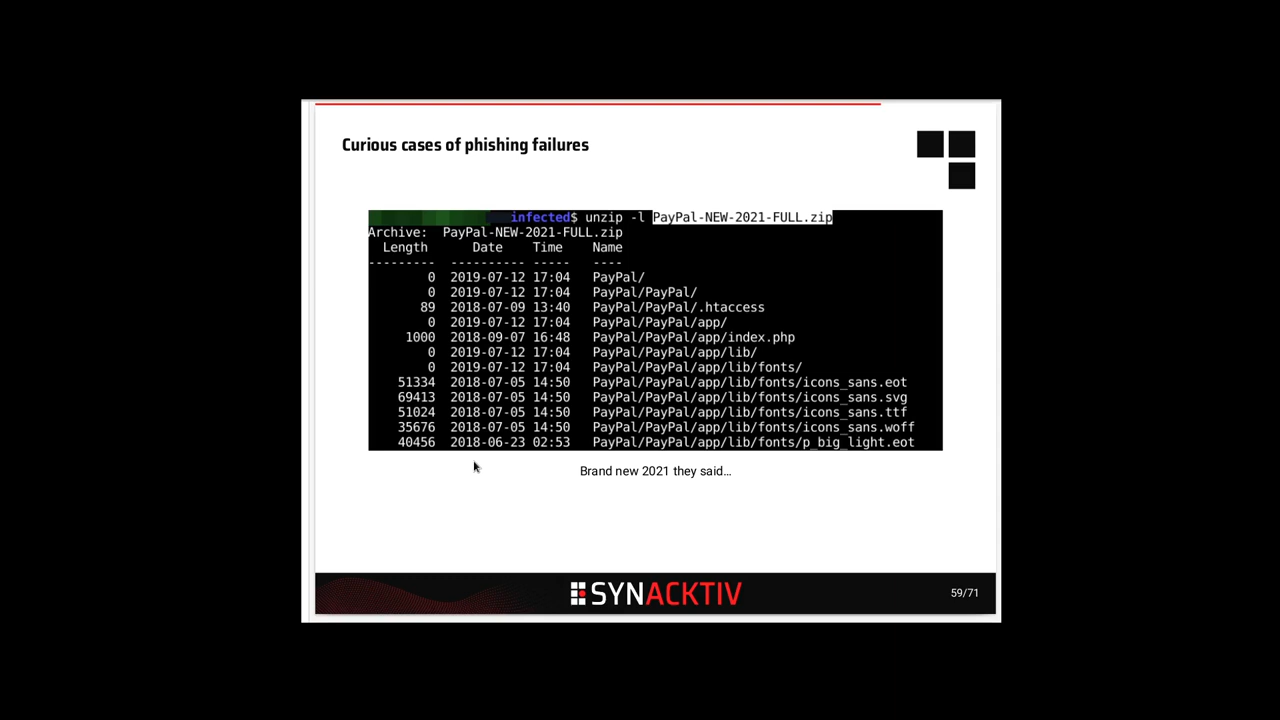 Curious cases of phishing failures
infected$ unzip -l PayPal-NEW-2021-FULL.zip
Archive:  PayPal-NEW-2021-FULL.zip
  Length      Date    Time    Name
---------  ---------- -----   ----
        0  2019-07-12 17:04   PayPal/
        0  2019-07-12 17:04   PayPal/PayPal/
       89  2018-07-09 13:40   PayPal/PayPal/.htaccess
        0  2019-07-12 17:04   PayPal/PayPal/app/
     1000  2018-09-07 16:48   PayPal/PayPal/app/index.php
        0  2019-07-12 17:04   PayPal/PayPal/app/lib/
        0  2019-07-12 17:04   PayPal/PayPal/app/lib/fonts/
    51334  2018-07-05 14:50   PayPal/PayPal/app/lib/fonts/icons_sans.eot
    69413  2018-07-05 14:50   PayPal/PayPal/app/lib/fonts/icons_sans.svg
    51024  2018-07-05 14:50   PayPal/PayPal/app/lib/fonts/icons_sans.ttf
    35676  2018-07-05 14:50   PayPal/PayPal/app/lib/fonts/icons_sans.woff
    40456  2018-06-23 02:53   PayPal/PayPal/app/lib/fonts/p_big_light.eot
Brand new 2021 they said...
SYNACKTIV
59/71